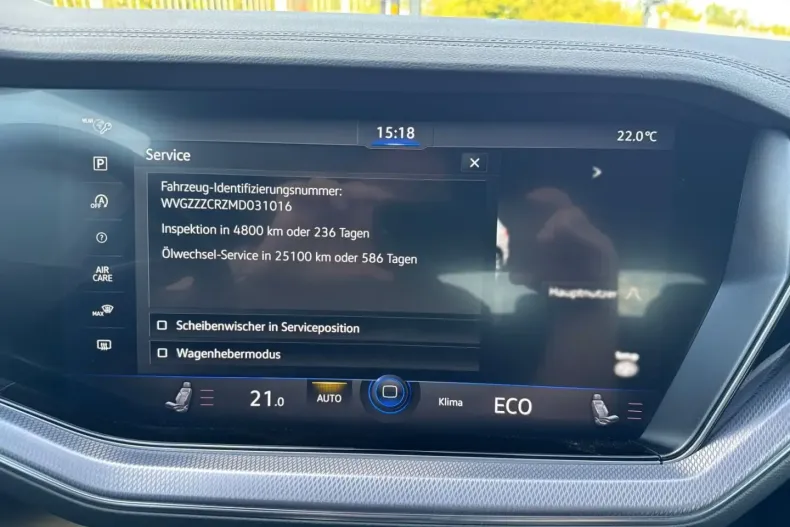 15:18
22.0°C
Service
Fahrzeug-Identifizierungsnummer:
WVGZZZCRZMD031016
Inspektion in 4800 km oder 236 Tagen
Ölwechsel-Service in 25100 km oder 586 Tagen
Scheibenwischer in Serviceposition
Wagenhebermodus
P
OFF A
?
AIR
CARE
MAX
Hauptnutzer
21.0
AUTO
Klima
ECO